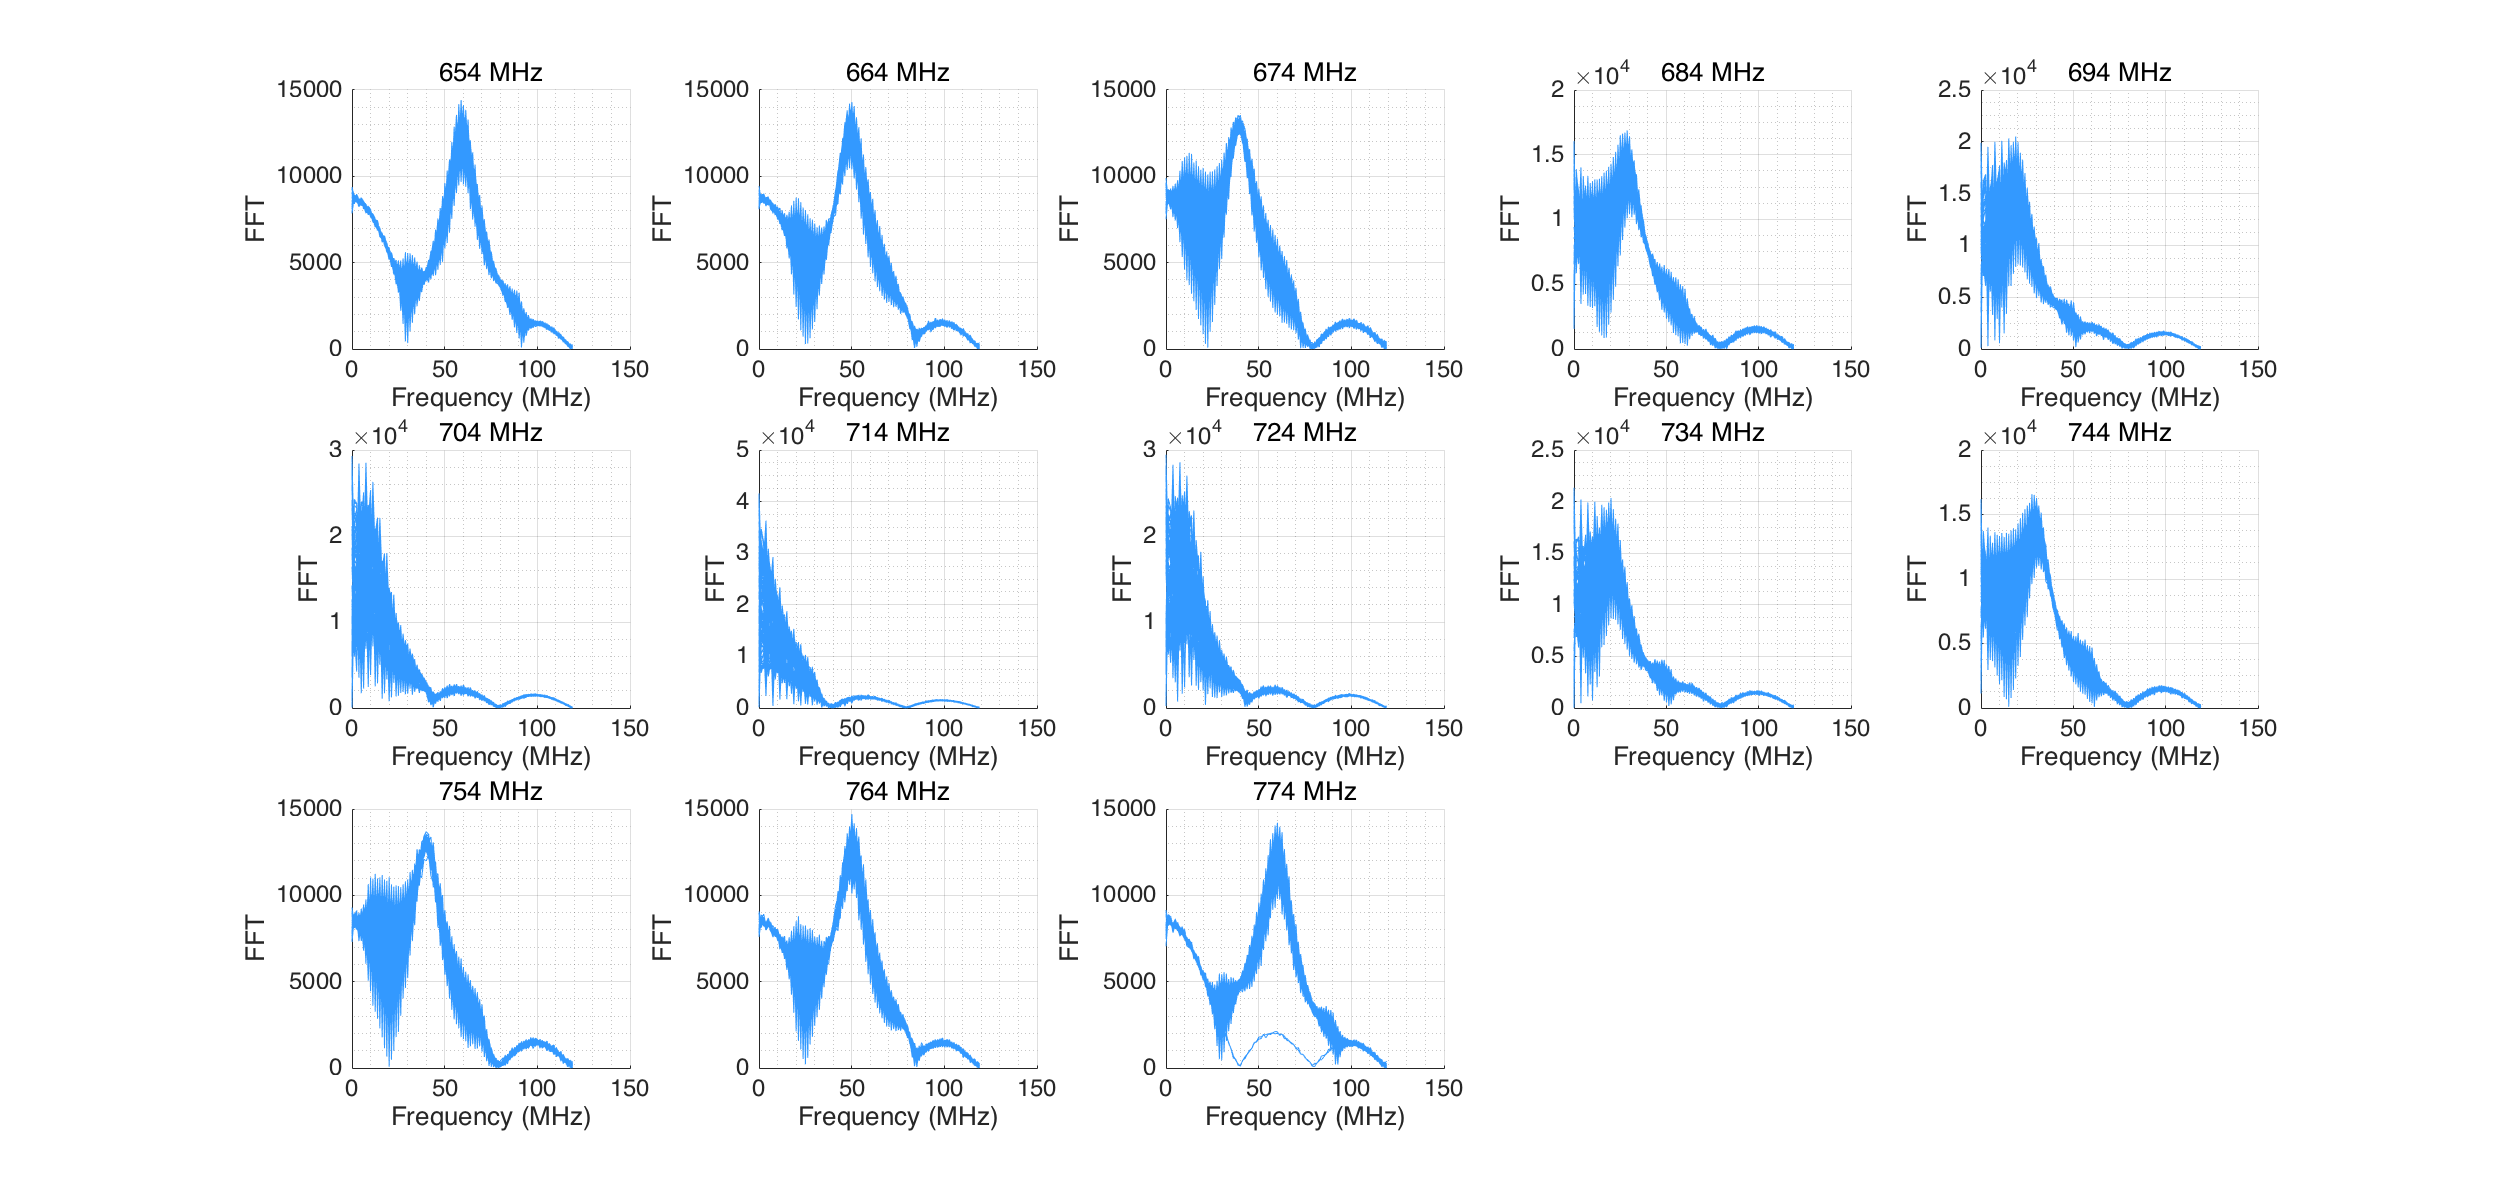 654 MHz
15000
10000
5000
0
FFT
0 50 100 150
Frequency (MHz)
664 MHz
15000
10000
5000
0
FFT
0 50 100 150
Frequency (MHz)
674 MHz
15000
10000
5000
0
FFT
0 50 100 150
Frequency (MHz)
×10^4 684 MHz
2
1.5
1
0.5
0
FFT
0 50 100 150
Frequency (MHz)
×10^4 694 MHz
2.5
2
1.5
1
0.5
0
FFT
0 50 100 150
Frequency (MHz)
×10^4 704 MHz
3
2
1
0
FFT
0 50 100 150
Frequency (MHz)
×10^4 714 MHz
5
4
3
2
1
0
FFT
0 50 100 150
Frequency (MHz)
×10^4 724 MHz
3
2
1
0
FFT
0 50 100 150
Frequency (MHz)
×10^4 734 MHz
2.5
2
1.5
1
0.5
0
FFT
0 50 100 150
Frequency (MHz)
×10^4 744 MHz
2
1.5
1
0.5
0
FFT
0 50 100 150
Frequency (MHz)
754 MHz
15000
10000
5000
0
FFT
0 50 100 150
Frequency (MHz)
764 MHz
15000
10000
5000
0
FFT
0 50 100 150
Frequency (MHz)
774 MHz
15000
10000
5000
0
FFT
0 50 100 150
Frequency (MHz)